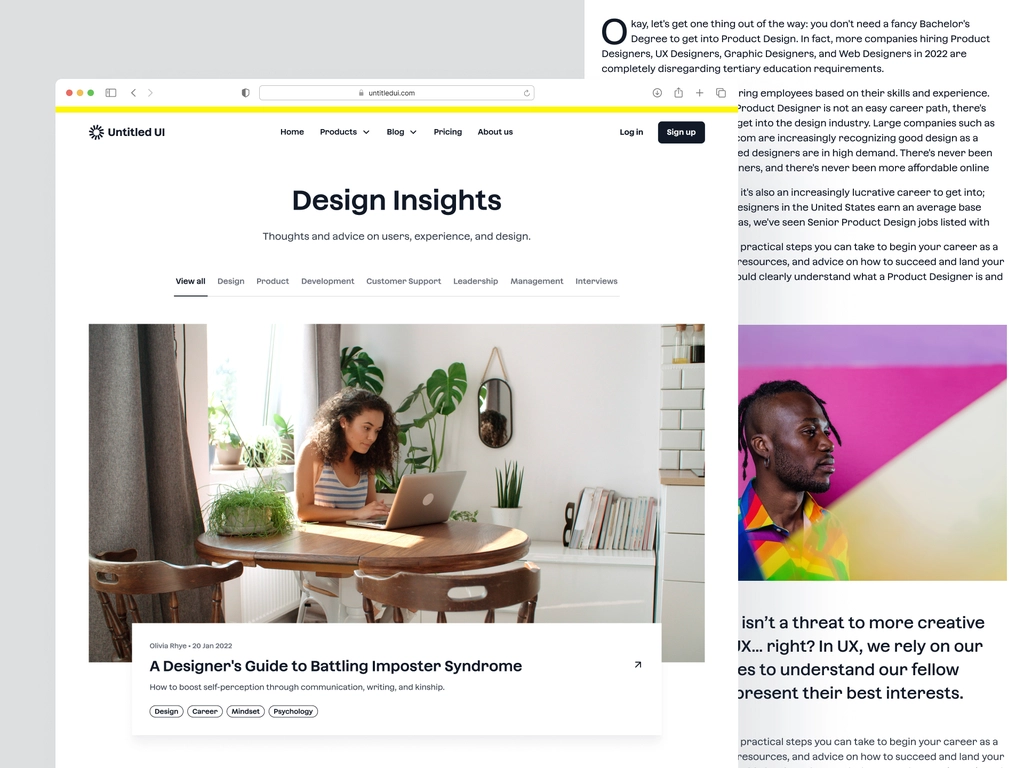 Okay, let's get one thing out of the way: you don't need a fancy Bachelor's
Degree to get into Product Design. In fact, more companies hiring Product
Designers, UX Designers, Graphic Designers, and Web Designers in 2022 are
completely disregarding tertiary education requirements.
untitledui.com
Untitled UI
Home
Products
Blog
Pricing
About us
Log in
Sign up
Design Insights
Thoughts and advice on users, experience, and design.
View all
Design
Product
Development
Customer Support
Leadership
Management
Interviews
Olivia Rhye • 20 Jan 2022
A Designer's Guide to Battling Imposter Syndrome
How to boost self-perception through communication, writing, and kinship.
Design
Career
Mindset
Psychology
ring employees based on their skills and experience.
Product Designer is not an easy career path, there's
get into the design industry. Large companies such as
com are increasingly recognizing good design as a
ed designers are in high demand. There's never been
ners, and there's never been more affordable online
it's also an increasingly lucrative career to get into;
esigners in the United States earn an average base
as, we've seen Senior Product Design jobs listed with
practical steps you can take to begin your career as a
resources, and advice on how to succeed and land your
ould clearly understand what a Product Designer is and
isn't a threat to more creative
UX... right? In UX, we rely on our
es to understand our fellow
present their best interests.
practical steps you can take to begin your career as a
resources, and advice on how to succeed and land your